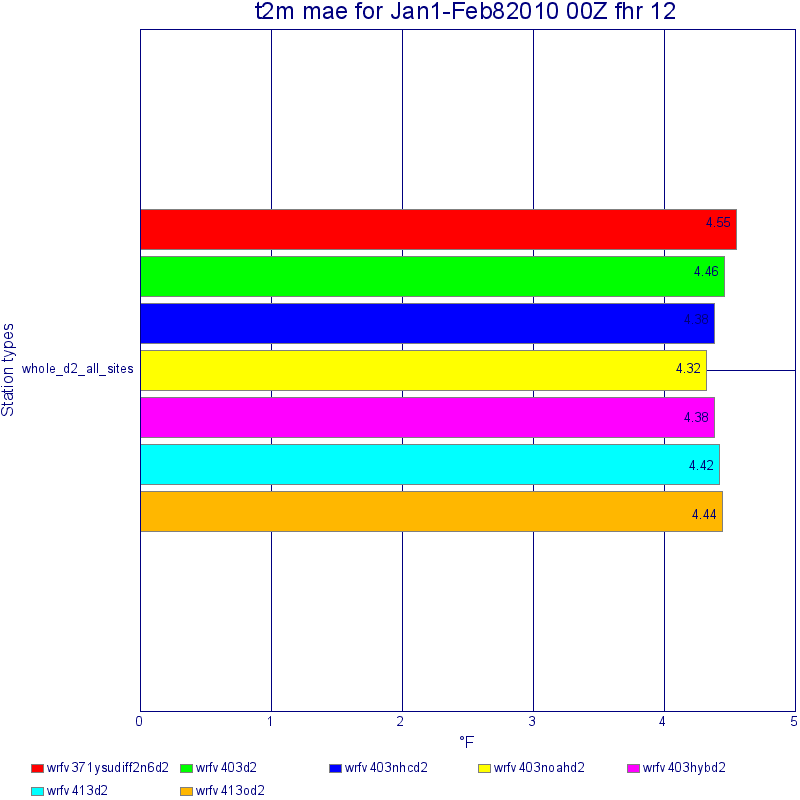 t2m mae for Jan1-Feb82010 00Z fhr 12
4.55
4.46
4.38
Station types
whole_d2_all_sites
4.32
4.38
4.42
4.44
0 1 2 3 4 5
°F
wrfv371ysudiff2n6d2 wrfv403d2 wrfv403nhcd2 wrfv403noahd2 wrfv403hybd2
wrfv413d2 wrfv413od2